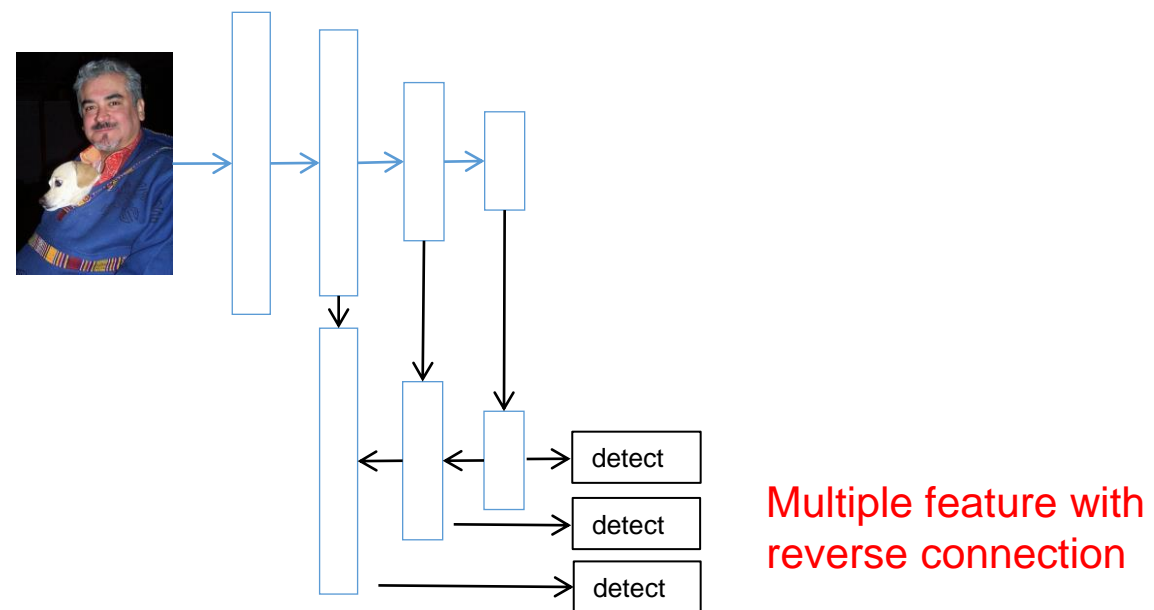 detect
detect
detect
Multiple feature with
reverse connection